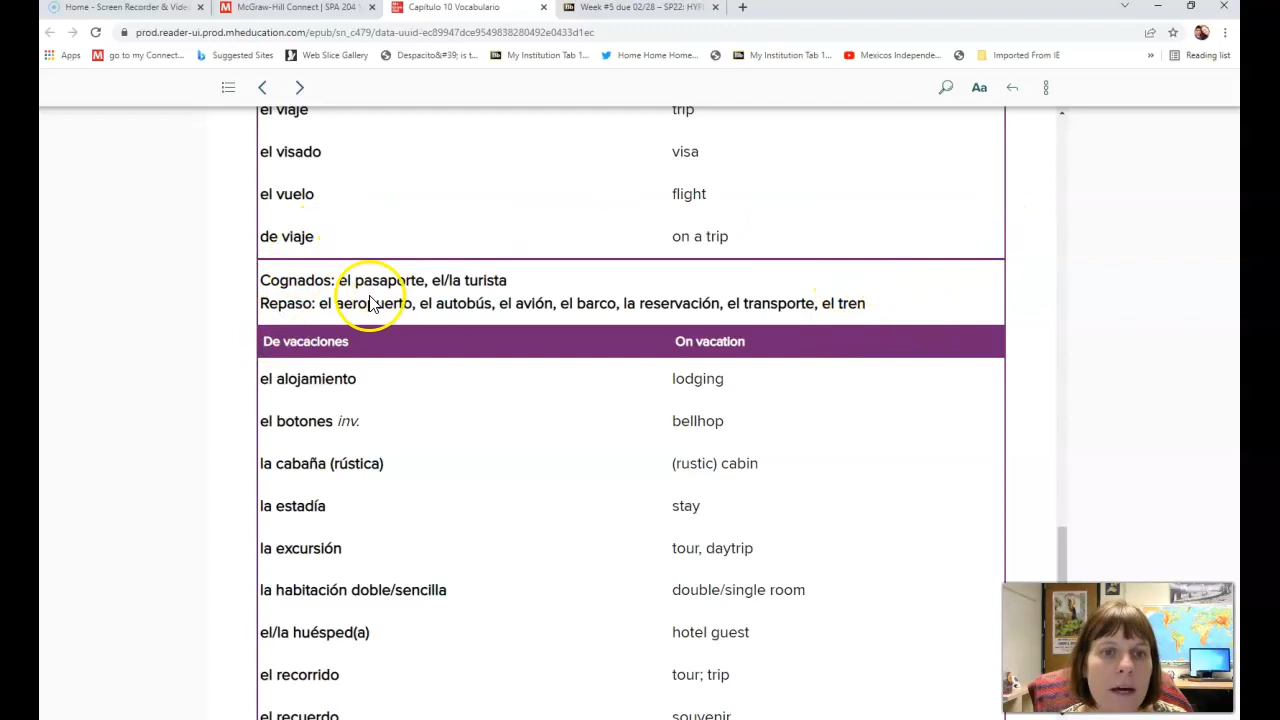 Home - Screen Recorder & Video
McGraw-Hill Connect | SPA 204
Capítulo 10 Vocabulario
Week #5 due 02/28 – SP22: HYF
prod.reader-ui.prod.mheducation.com/epub/sn_c479/data-uuid-ec89947dce9549838280492e0433d1ec
Apps
go to my Connect...
Suggested Sites
Web Slice Gallery
Despacito&#39; is t...
My Institution Tab 1...
Home Home Home...
My Institution Tab 1...
Mexicos Independe...
Imported From IE
»
Reading list
Aa
el viaje trip
el visado visa
el vuelo flight
de viaje on a trip
Cognados: el pasaporte, el/la turista
Repaso: el aeropuerto, el autobús, el avión, el barco, la reservación, el transporte, el tren
De vacaciones On vacation
el alojamiento lodging
el botones inv. bellhop
la cabaña (rústica) (rustic) cabin
la estadía stay
la excursión tour, daytrip
la habitación doble/sencilla double/single room
el/la huésped(a) hotel guest
el recorrido tour; trip
el recuerdo souvenir